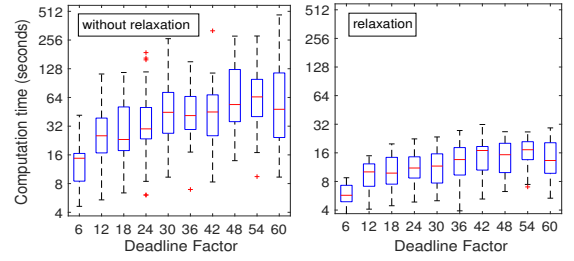 without relaxation
Computation time (seconds)
512
256
128
64
32
16
8
4
6 12 18 24 30 36 42 48 54 60
Deadline Factor
relaxation
512
256
128
64
32
16
8
4
6 12 18 24 30 36 42 48 54 60
Deadline Factor